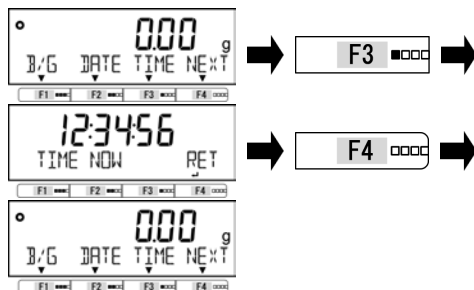 0.00 g
B/G DATE TIME NEXT
F1 F2 F3 F4
F3
12:34:56
TIME NOW RET
F1 F2 F3 F4
F4
0.00 g
B/G DATE TIME NEXT
F1 F2 F3 F4